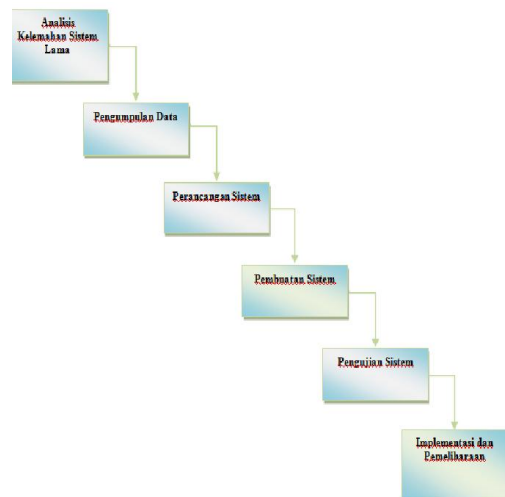 Analisis
Kelemahan Sistem
Lama
Pengumpulan Data
Perancangan Sistem
Pembuatan Sistem
Pengujian Sistem
Implementasi dan
Pemeliharaan